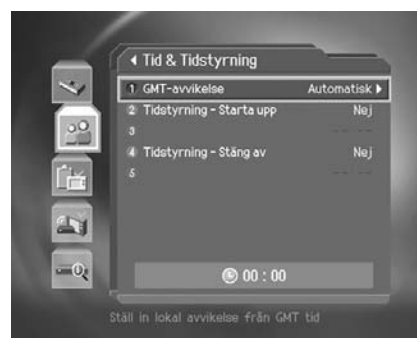 Tid & Tidstyrning
1 GMT-avvikelse Automatisk
2 Tidstyrning - Starta upp Nej
3 -- -- --
4 Tidstyrning - Stäng av Nej
5 -- -- --
00 : 00
Ställ in lokal avvikelse från GMT tid